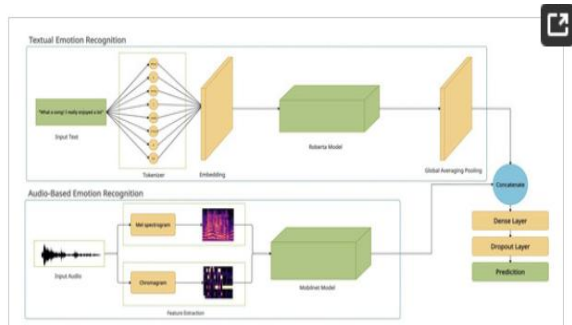 Textual Emotion Recognition
"What a song! I really enjoyed a lot"
Input Text
Tokenizer
Embedding
Roberta Model
Global Averaging Pooling
Concatenate
Audio-Based Emotion Recognition
Dense Layer
Mel spectrogram
Dropout Layer
Input Audio
Prediction
Chromagram
Mobilnet Model
Feature Extraction